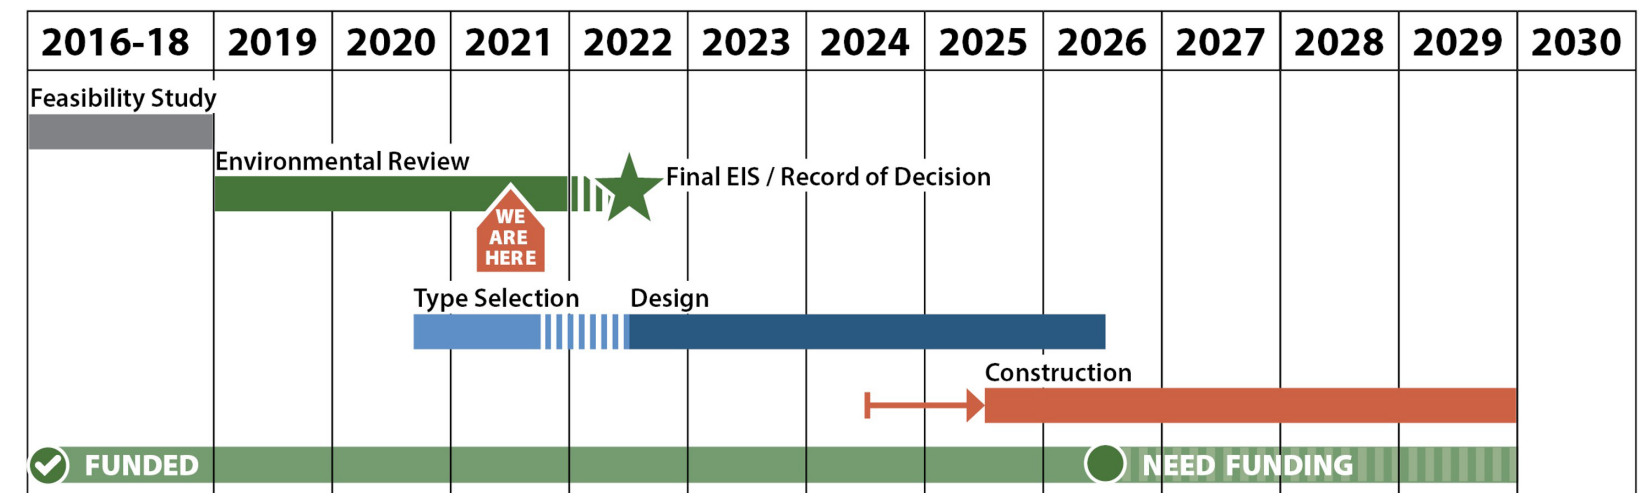 2016-18 2019 2020 2021 2022 2023 2024 2025 2026 2027 2028 2029 2030
Feasibility Study
Environmental Review
Final EIS / Record of Decision
WE
ARE
HERE
Type Selection Design
Construction
FUNDED NEED FUNDING